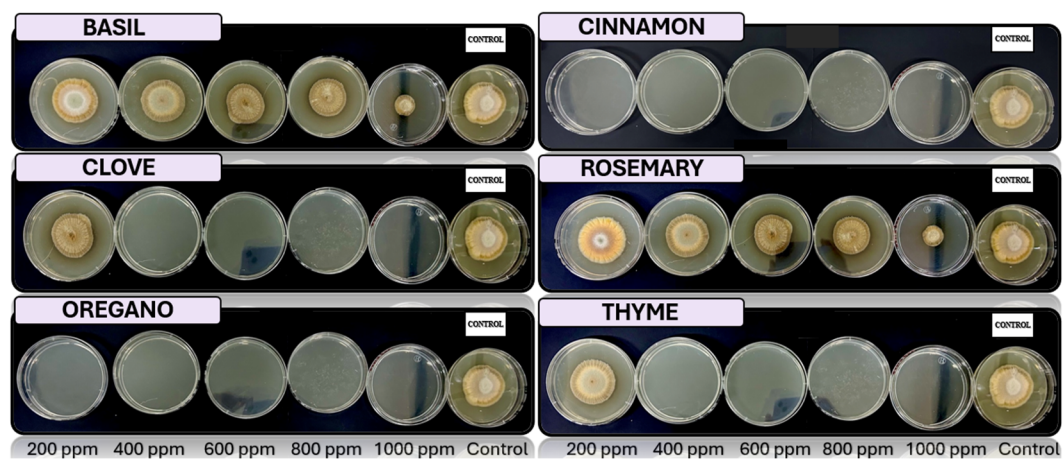 BASIL
CONTROL
CINNAMON
CONTROL
CLOVE
CONTROL
ROSEMARY
CONTROL
OREGANO
CONTROL
THYME
CONTROL
200 ppm 400 ppm 600 ppm 800 ppm 1000 ppm Control
200 ppm 400 ppm 600 ppm 800 ppm 1000 ppm Control